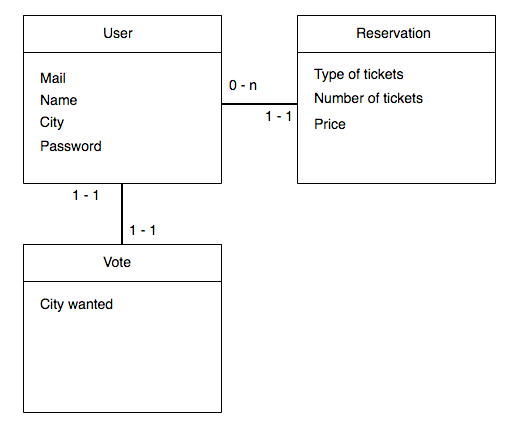 User
Mail
Name
City
Password
0 - n
1 - 1
Reservation
Type of tickets
Number of tickets
Price
1 - 1
1 - 1
Vote
City wanted